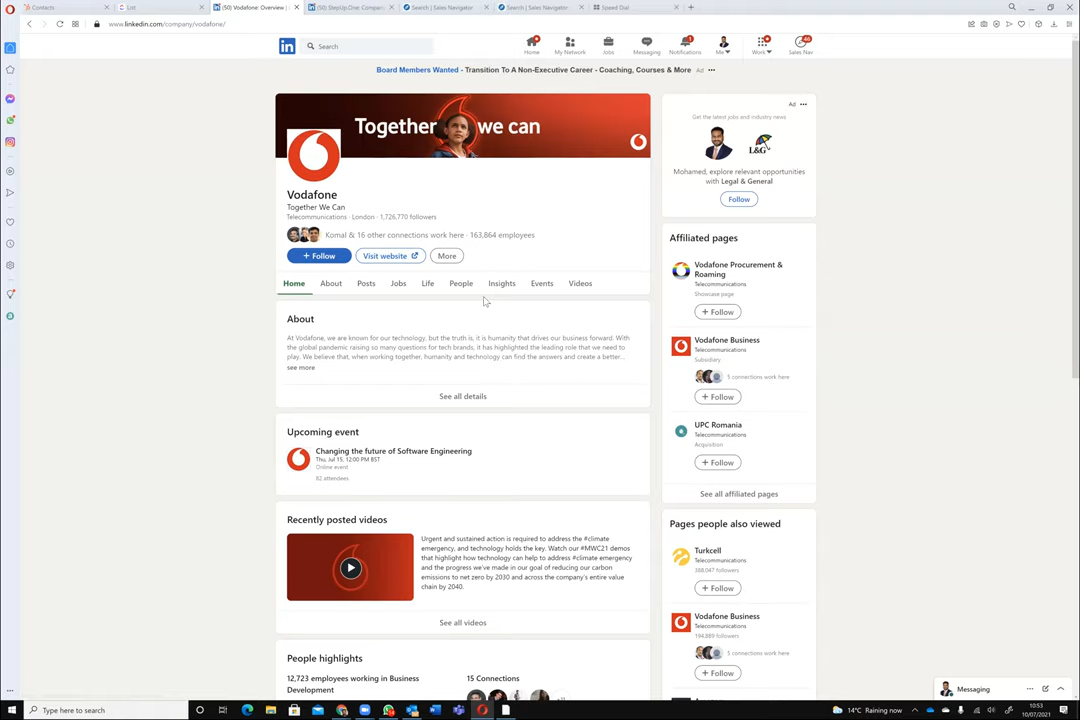 Contacts
List
(50) Vodafone: Overview |
(50) StepUp.One: Company
Search | Sales Navigator
Search | Sales Navigator
Speed Dial
www.linkedin.com/company/vodafone/
Search
Home
My Network
Jobs
Messaging
Notifications
Me
Work
Sales Nav
Board Members Wanted - Transition To A Non-Executive Career - Coaching, Courses & More Ad
Together we can
Vodafone
Together We Can
Telecommunications · London · 1,726,770 followers
Komal & 16 other connections work here · 163,864 employees
+ Follow
Visit website
More
Home
About
Posts
Jobs
Life
People
Insights
Events
Videos
About
At Vodafone, we are known for our technology, but the truth is, it is humanity that drives our business forward. With
the global pandemic raising so many questions for tech brands, it has highlighted the leading role that we need to
play. We believe that, when working together, humanity and technology can find the answers and create a better...
see more
See all details
Upcoming event
Changing the future of Software Engineering
Thu, Jul 15, 12:00 PM BST
Online event
82 attendees
Recently posted videos
Urgent and sustained action is required to address the #climate
emergency, and technology holds the key. Watch our #MWC21 demos
that highlight how technology can help to address #climate emergency
and the progress we've made in our goal of reducing our carbon
emissions to net zero by 2030 and across the company's entire value
chain by 2040.
See all videos
People highlights
12,723 employees working in Business
Development
15 Connections
Ad
Get the latest jobs and industry news
L&G
Mohamed, explore relevant opportunities
with Legal & General
Follow
Affiliated pages
Vodafone Procurement &
Roaming
Telecommunications
Showcase page
+ Follow
Vodafone Business
Telecommunications
Subsidiary
5 connections work here
+ Follow
UPC Romania
Telecommunications
Acquisition
+ Follow
See all affiliated pages
Pages people also viewed
Turkcell
Telecommunications
388,047 followers
+ Follow
Vodafone Business
Telecommunications
194,889 followers
5 connections work here
+ Follow
Messaging
Type here to search
14°C Raining now
10:53
10/07/2021